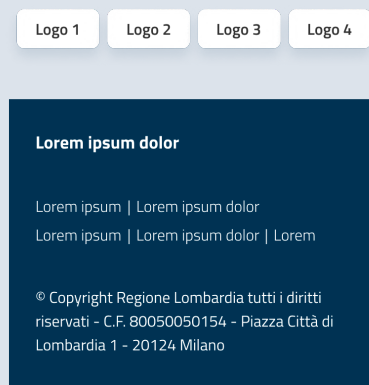 Logo 1 Logo 2 Logo 3 Logo 4
Lorem ipsum dolor
Lorem ipsum | Lorem ipsum dolor
Lorem ipsum | Lorem ipsum dolor | Lorem
© Copyright Regione Lombardia tutti i diritti
riservati - C.F. 80050050154 - Piazza Città di
Lombardia 1 - 20124 Milano